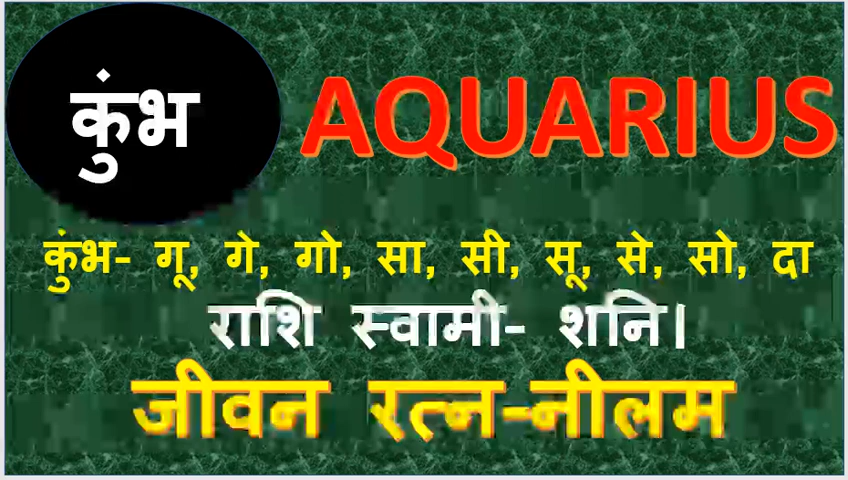 कुंभ
AQUARIUS
कुंभ- गू, गे, गो, सा, सी, सू, से, सो, दा
राशि स्वामी- शनि।
जीवन रत्न-नीलम